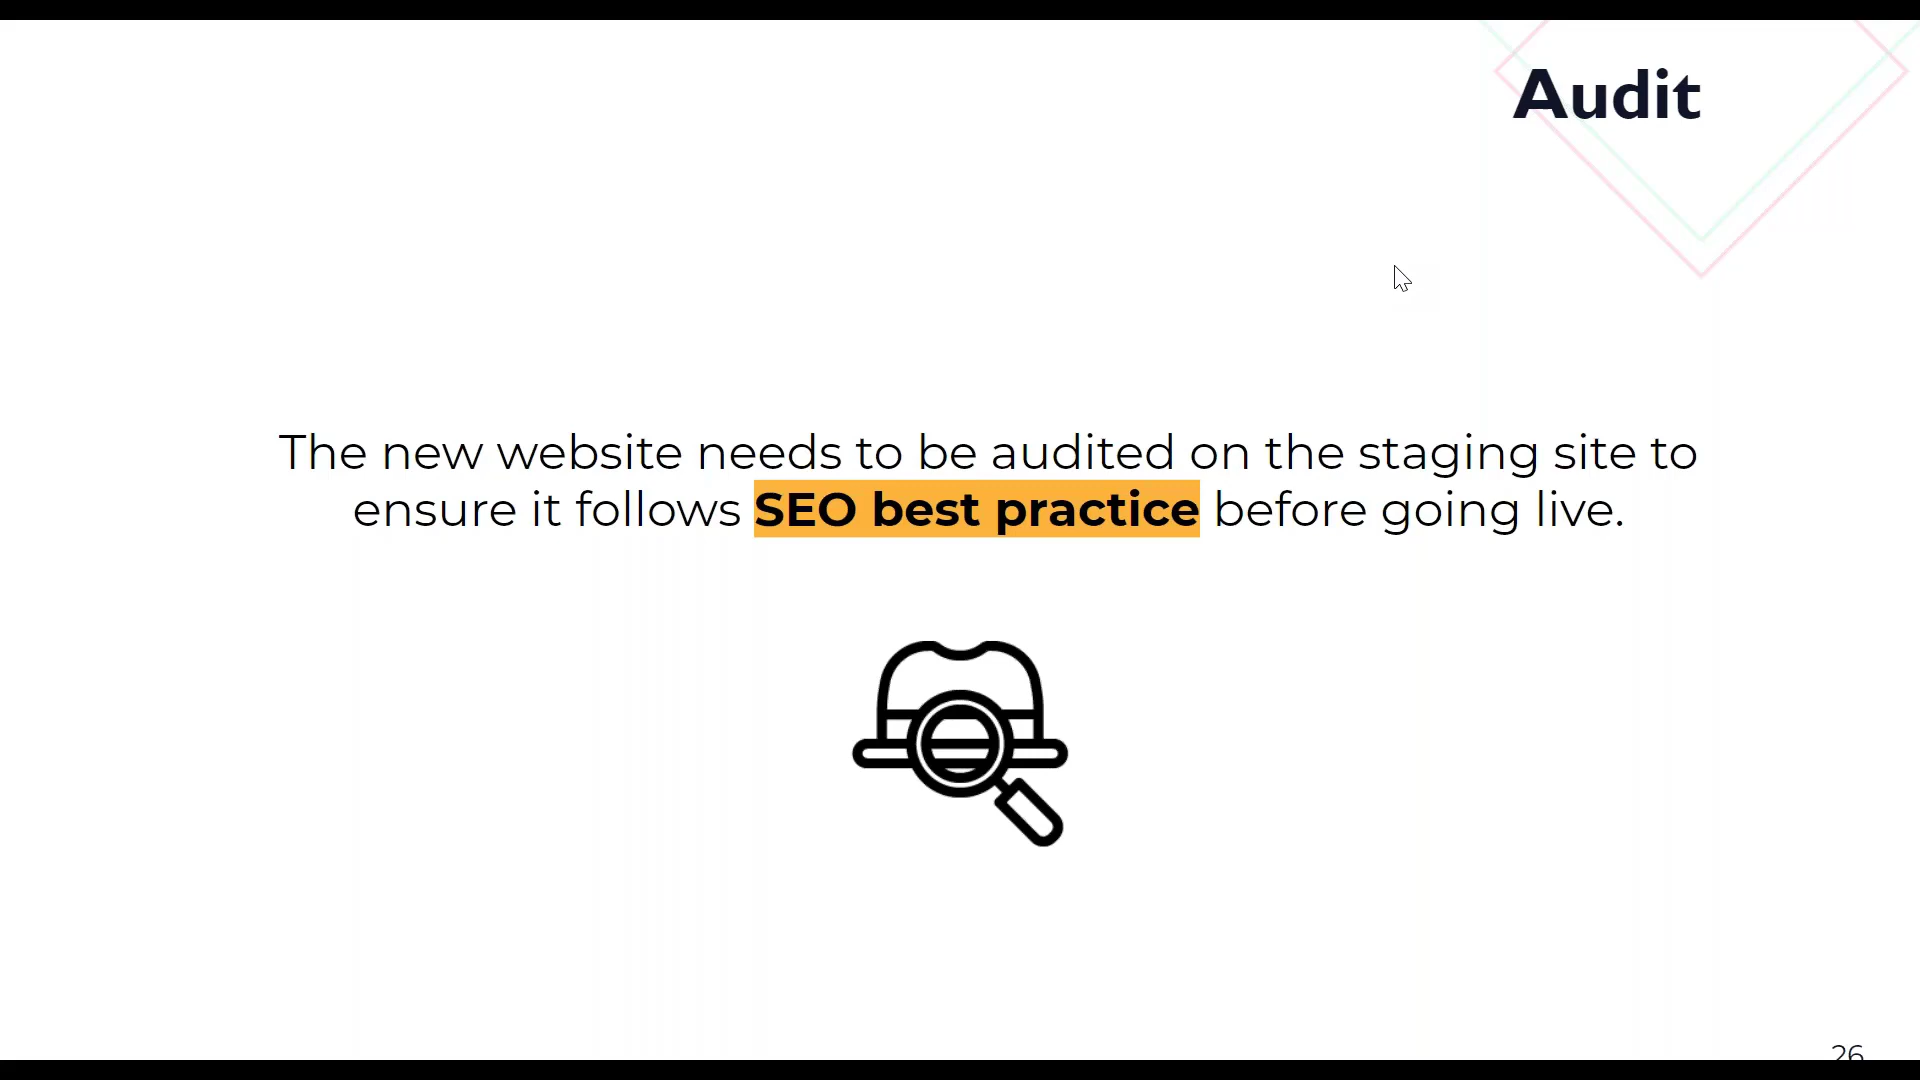 Audit
The new website needs to be audited on the staging site to
ensure it follows SEO best practice before going live.
26